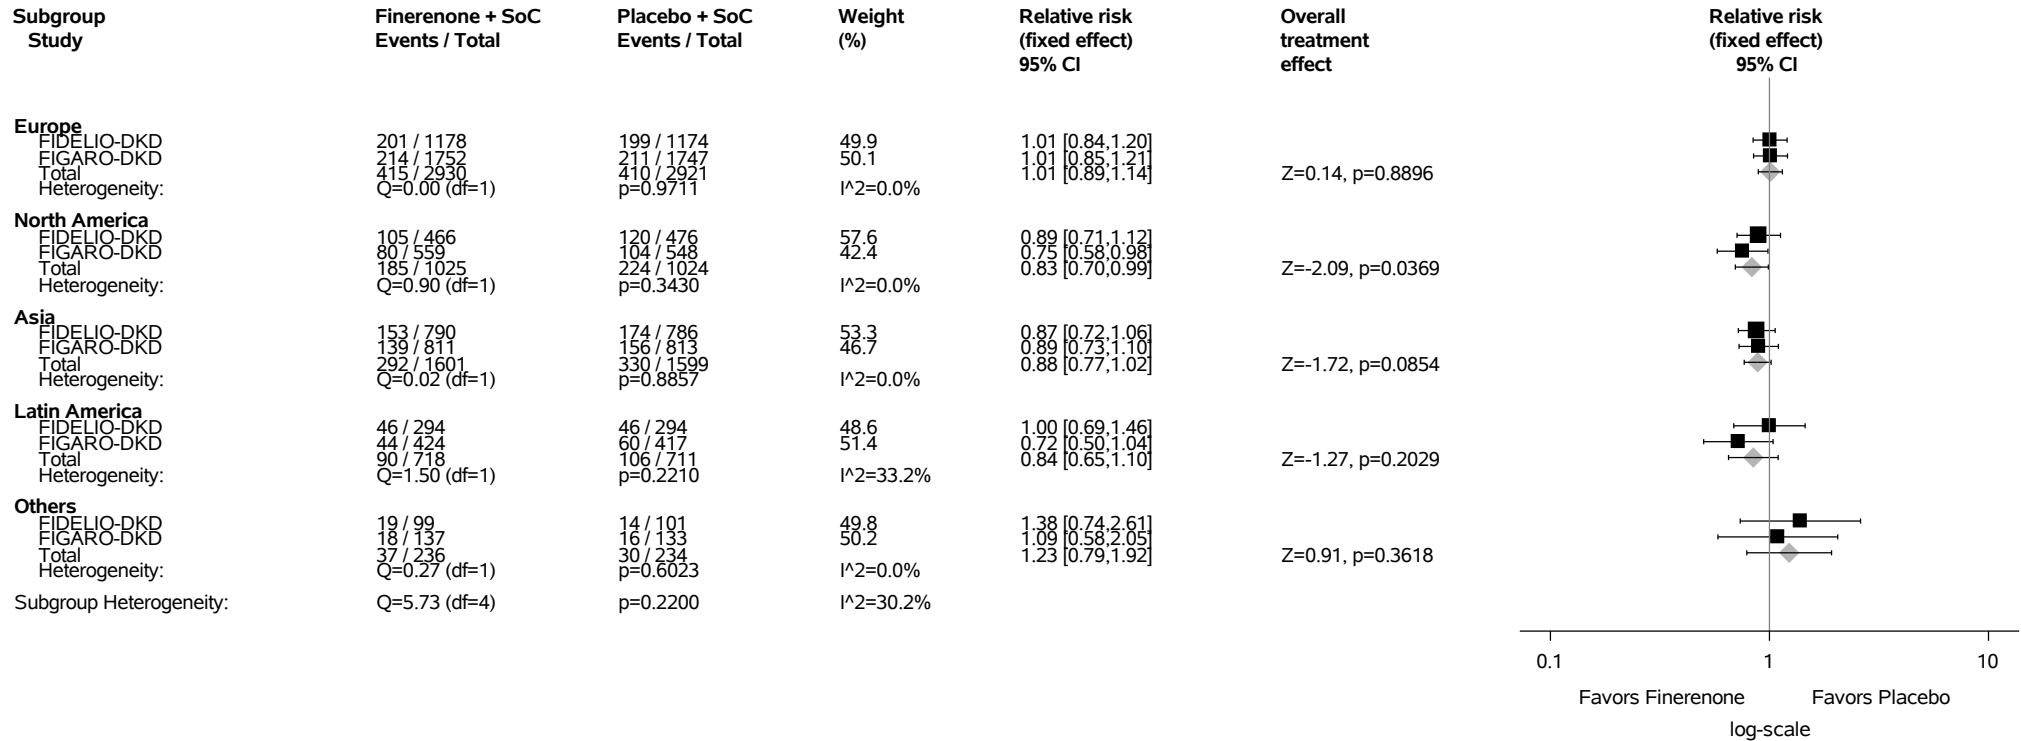 Subgroup Finerenone + SoC Placebo + SoC Weight Relative risk Overall Relative risk
Study Events / Total Events / Total (%) (fixed effect) treatment (fixed effect)
95% CI effect 95% CI
Europe
FIDELIO-DKD 201 / 1178 199 / 1174 49.9 1.01 [0.84,1.20]
FIGARO-DKD 214 / 1752 211 / 1747 50.1 1.01 [0.85,1.21]
Total 415 / 2930 410 / 2921 1.01 [0.89,1.14] Z=0.14, p=0.8896
Heterogeneity: Q=0.00 (df=1) p=0.9711 I^2=0.0%
North America
FIDELIO-DKD 105 / 466 120 / 476 57.6 0.89 [0.71,1.12]
FIGARO-DKD 80 / 559 104 / 548 42.4 0.75 [0.58,0.98]
Total 185 / 1025 224 / 1024 0.83 [0.70,0.99] Z=-2.09, p=0.0369
Heterogeneity: Q=0.90 (df=1) p=0.3430 I^2=0.0%
Asia
FIDELIO-DKD 153 / 790 174 / 786 53.3 0.87 [0.72,1.06]
FIGARO-DKD 139 / 811 156 / 813 46.7 0.89 [0.73,1.10]
Total 292 / 1601 330 / 1599 0.88 [0.77,1.02] Z=-1.72, p=0.0854
Heterogeneity: Q=0.02 (df=1) p=0.8857 I^2=0.0%
Latin America
FIDELIO-DKD 46 / 294 46 / 294 48.6 1.00 [0.69,1.46]
FIGARO-DKD 44 / 424 60 / 417 51.4 0.72 [0.50,1.04]
Total 90 / 718 106 / 711 0.84 [0.65,1.10] Z=-1.27, p=0.2029
Heterogeneity: Q=1.50 (df=1) p=0.2210 I^2=33.2%
Others
FIDELIO-DKD 19 / 99 14 / 101 49.8 1.38 [0.74,2.61]
FIGARO-DKD 18 / 137 16 / 133 50.2 1.09 [0.58,2.05]
Total 37 / 236 30 / 234 1.23 [0.79,1.92] Z=0.91, p=0.3618
Heterogeneity: Q=0.27 (df=1) p=0.6023 I^2=0.0%
Subgroup Heterogeneity: Q=5.73 (df=4) p=0.2200 I^2=30.2%
0.1 1 10
Favors Finerenone Favors Placebo
log-scale